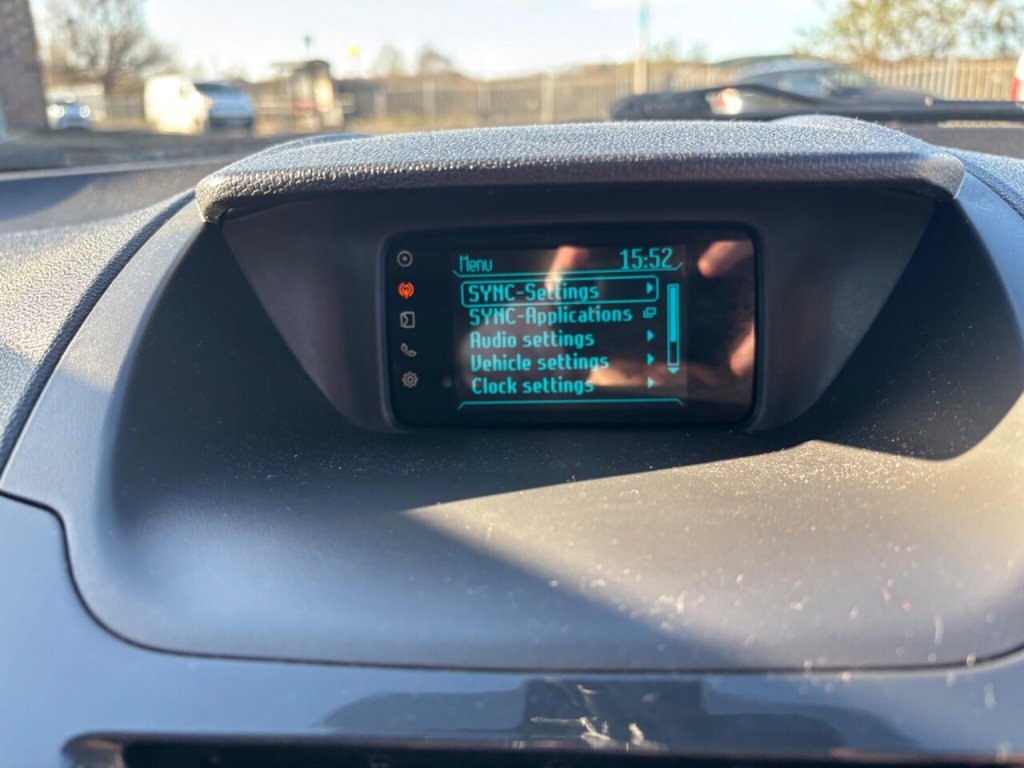 Menu 15:52
SYNC-Settings
SYNC-Applications
Audio settings
Vehicle settings
Clock settings